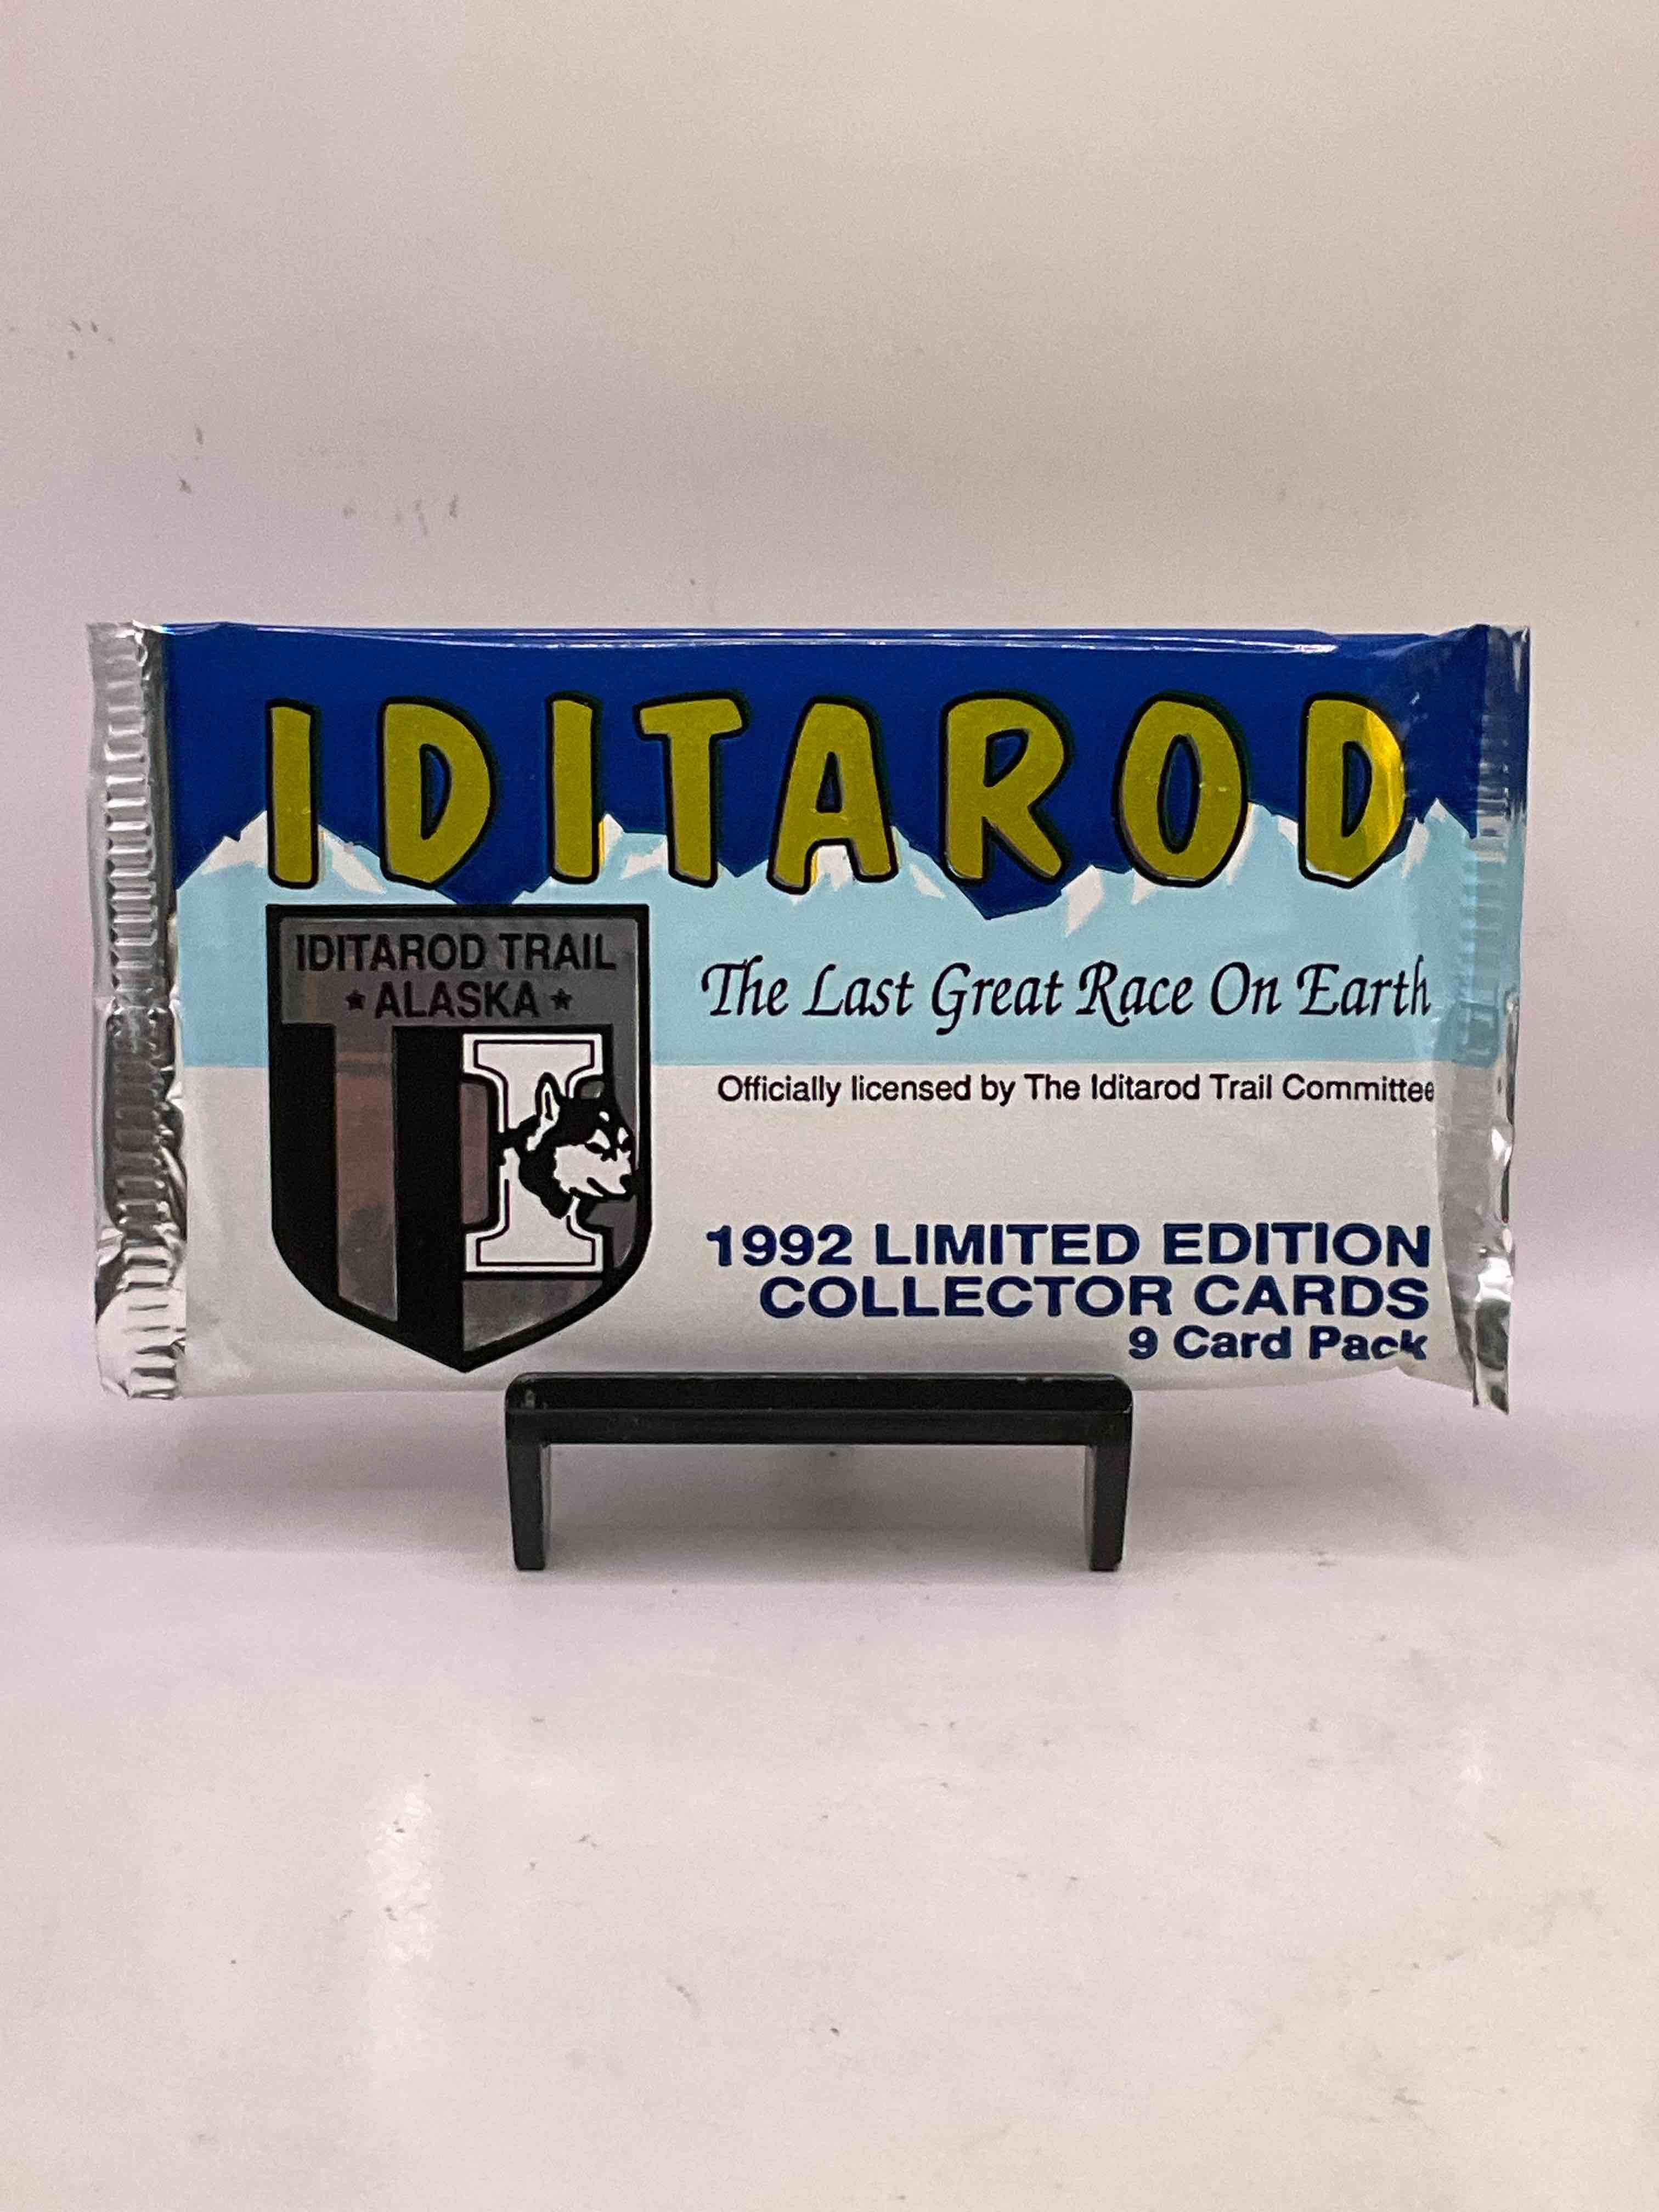 IDITAROD
IDITAROD TRAIL
★ ALASKA ★
The Last Great Race On Earth
Officially licensed by The Iditarod Trail Committee
1992 LIMITED EDITION
COLLECTOR CARDS
9 Card Pack